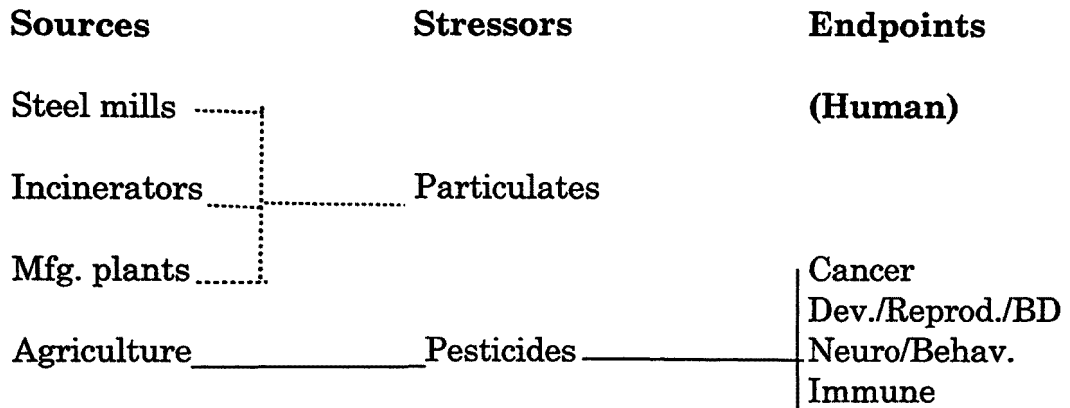 Sources Stressors Endpoints
Steel mills (Human)
Incinerators Particulates
Mfg. plants Cancer
Dev./Reprod./BD
Agriculture Pesticides Neuro/Behav.
Immune